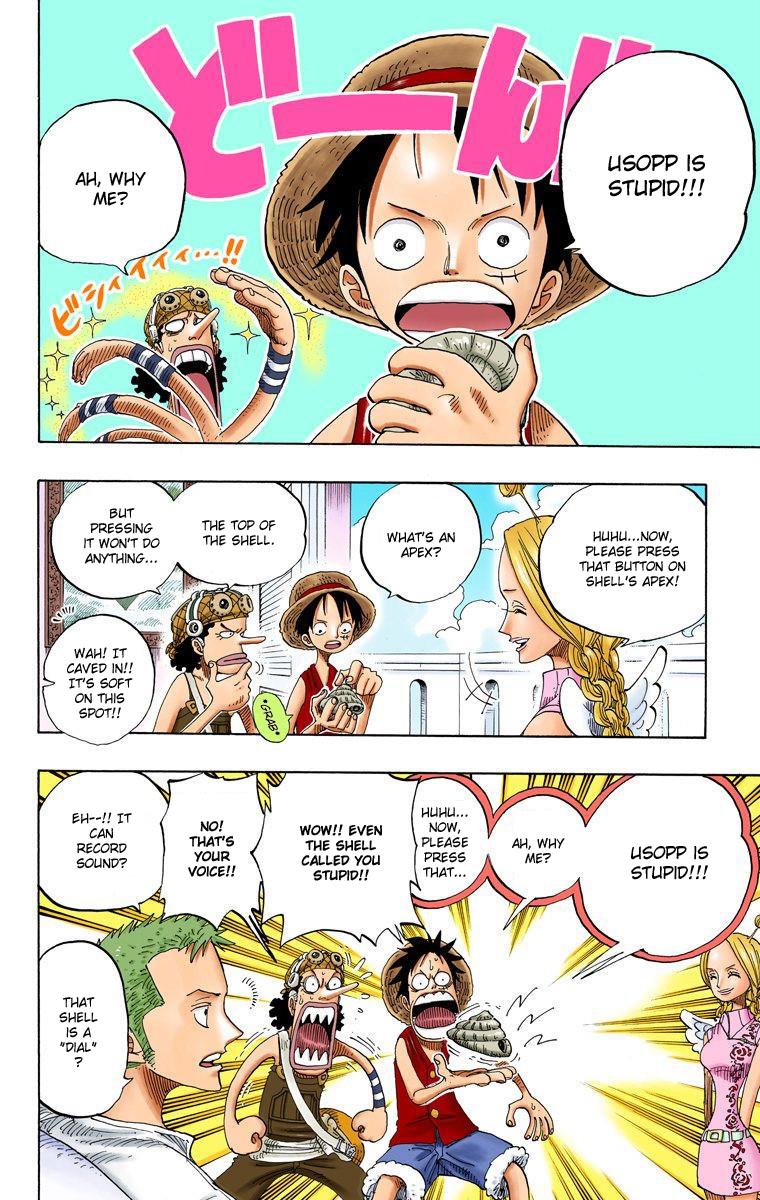 どーん
USOPP IS
STUPID!!!
AH, WHY
ME?
ビシィィィィ…!!
HUHU...NOW,
PLEASE PRESS
THAT BUTTON ON
SHELL'S APEX!
WHAT'S AN
APEX?
THE TOP OF
THE SHELL.
BUT
PRESSING
IT WON'T DO
ANYTHING...
WAH! IT
CAVED IN!!
IT'S SOFT
ON THIS
SPOT!!
*GRAB*
USOPP IS
STUPID!!!
AH, WHY
ME?
HUHU...
NOW,
PLEASE
PRESS
THAT...
WOW!! EVEN
THE SHELL
CALLED YOU
STUPID!!
NO!
THAT'S
YOUR
VOICE!!
EH--!! IT
CAN
RECORD
SOUND?
THAT
SHELL
IS A
"DIAL"
?